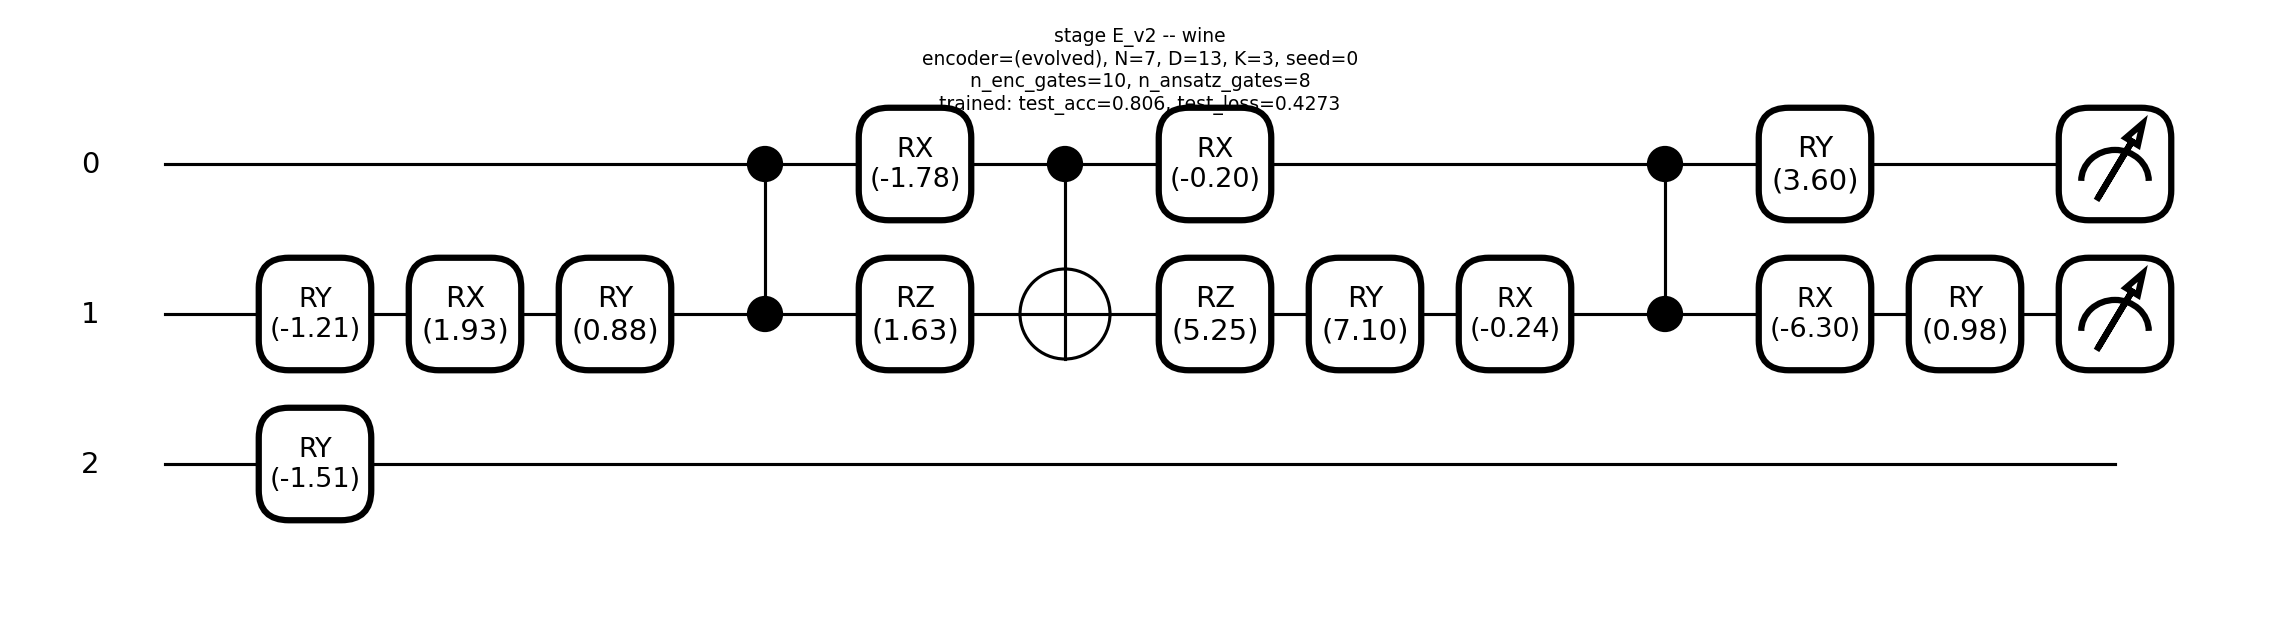 stage E_v2 -- wine
encoder=(evolved), N=7, D=13, K=3, seed=0
n_enc_gates=10, n_ansatz_gates=8
trained: test_acc=0.806, test_loss=0.4273
0
RX
(-1.78)
RX
(-0.20)
RY
(3.60)
1
RY
(-1.21)
RX
(1.93)
RY
(0.88)
RZ
(1.63)
RZ
(5.25)
RY
(7.10)
RX
(-0.24)
RX
(-6.30)
RY
(0.98)
2
RY
(-1.51)